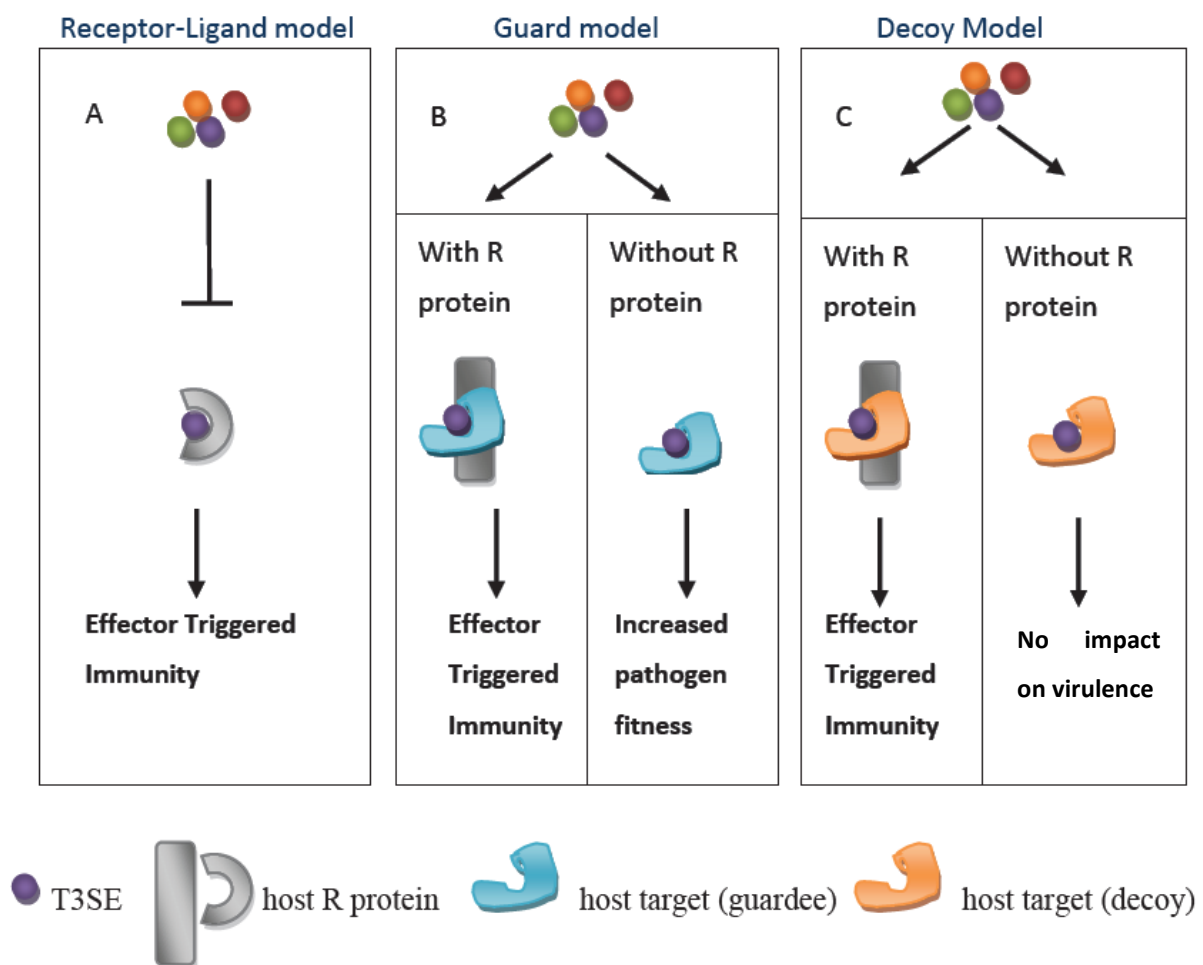 Receptor-Ligand model
A
Effector Triggered
Immunity
Guard model
B
With R
protein
Effector
Triggered
Immunity
Without R
protein
Increased
pathogen
fitness
Decoy Model
C
With R
protein
Effector
Triggered
Immunity
Without R
protein
No impact
on virulence
T3SE
host R protein
host target (guardee)
host target (decoy)